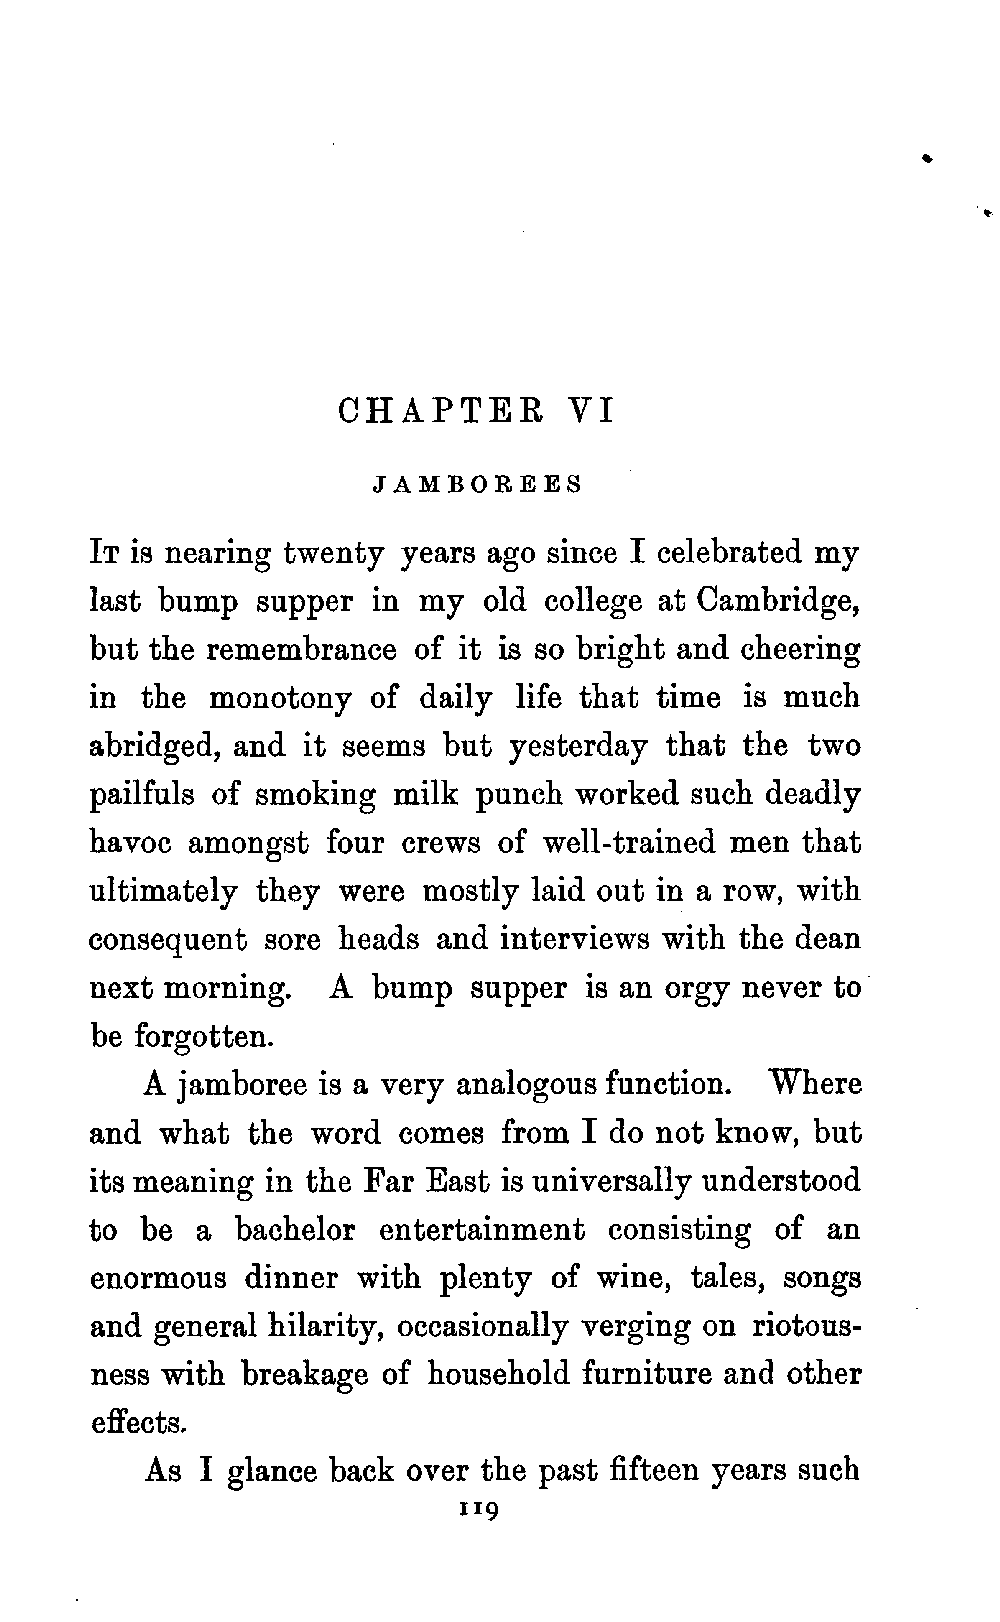 CHAPTER VI
JAMBOREES
IT is nearing twenty years ago since I celebrated my
last bump supper in my old college at Cambridge,
but the remembrance of it is so bright and cheering
in the monotony of daily life that time is much
abridged, and it seems but yesterday that the two
pailfuls of smoking milk punch worked such deadly
havoc amongst four crews of well-trained men that
ultimately they were mostly laid out in a row, with
consequent sore heads and interviews with the dean
next morning. A bump supper is an orgy never to
be forgotten.
A jamboree is a very analogous function. Where
and what the word comes from I do not know, but
its meaning in the Far East is universally understood
to be a bachelor entertainment consisting of an
enormous dinner with plenty of wine, tales, songs
and general hilarity, occasionally verging on riotous-
ness with breakage of household furniture and other
effects.
As I glance back over the past fifteen years such
119